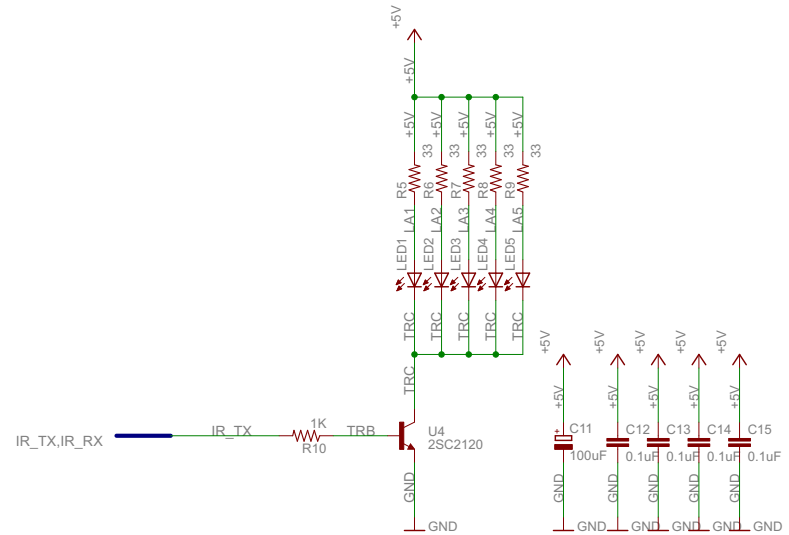 +5V
+5V
+5V +5V +5V +5V +5V
33 33 33 33 33
R5 R6 R7 R8 R9
LA1 LA2 LA3 LA4 LA5
LED1 LED2 LED3 LED4 LED5
TRC TRC TRC TRC TRC
TRC
IR_TX,IR_RX
IR_TX
1K
R10
TRB
U4
2SC2120
GND
GND
+5V +5V +5V +5V +5V
+5V +5V +5V +5V +5V
+
C11 C12 C13 C14 C15
100uF 0.1uF 0.1uF 0.1uF 0.1uF
GND GND GND GND GND
GND GND GND GND GND